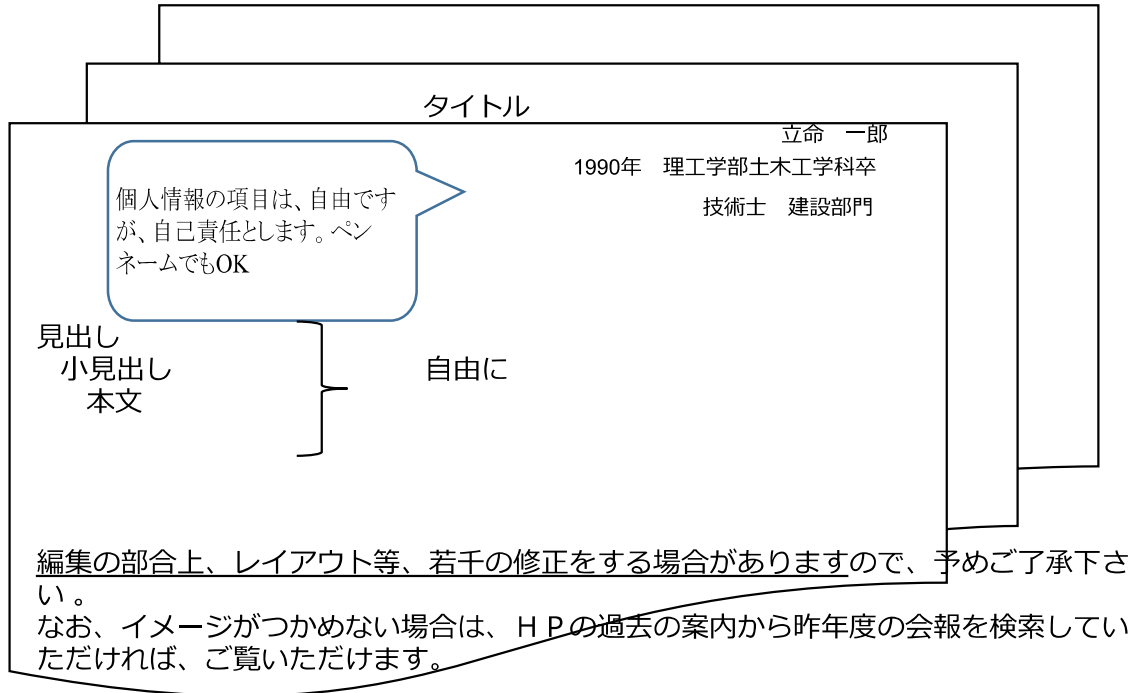 タイトル
立命　一郎
1990年　理工学部土木工学科卒
技術士　建設部門
個人情報の項目は、自由です
が、自己責任とします。ペン
ネームでもOK
見出し
小見出し
本文
自由に
編集の部合上、レイアウト等、若千の修正をする場合がありますので、予めご了承下さ
い 。
なお、イメージがつかめない場合は、ＨＰの過去の案内から昨年度の会報を検索してい
ただければ、ご覧いただけます。